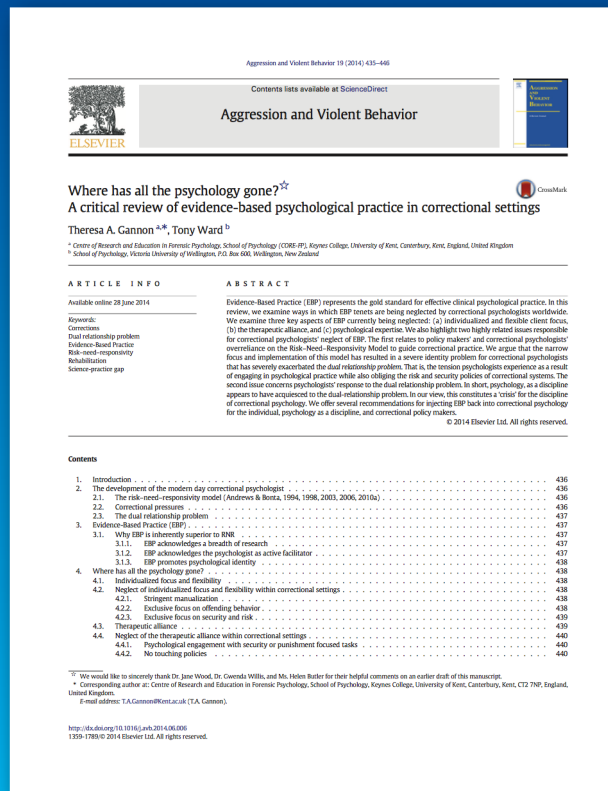 Aggression and Violent Behavior 19 (2014) 435–446
Contents lists available at ScienceDirect
Aggression and Violent Behavior
ELSEVIER
AGGRESSION
AND
VIOLENT
BEHAVIOR
CrossMark
Where has all the psychology gone?☆
A critical review of evidence-based psychological practice in correctional settings
Theresa A. Gannon a,*, Tony Ward b
a Centre of Research and Education in Forensic Psychology, School of Psychology (CORE-FP), Keynes College, University of Kent, Canterbury, Kent, England, United Kingdom
b School of Psychology, Victoria University of Wellington, P.O. Box 600, Wellington, New Zealand
ARTICLE INFO
Available online 28 June 2014
Keywords:
Corrections
Dual relationship problem
Evidence-Based Practice
Risk–need–responsivity
Rehabilitation
Science-practice gap
ABSTRACT
Evidence-Based Practice (EBP) represents the gold standard for effective clinical psychological practice. In this
review, we examine ways in which EBP tenets are being neglected by correctional psychologists worldwide.
We examine three key aspects of EBP currently being neglected: (a) individualized and flexible client focus,
(b) the therapeutic alliance, and (c) psychological expertise. We also highlight two highly related issues responsible
for correctional psychologists' neglect of EBP. The first relates to policy makers' and correctional psychologists'
overreliance on the Risk–Need–Responsivity Model to guide correctional practice. We argue that the narrow
focus and implementation of this model has resulted in a severe identity problem for correctional psychologists
that has severely exacerbated the dual relationship problem. That is, the tension psychologists experience as a result
of engaging in psychological practice while also obliging the risk and security policies of correctional systems. The
second issue concerns psychologists' response to the dual relationship problem. In short, psychology, as a discipline
appears to have acquiesced to the dual-relationship problem. In our view, this constitutes a 'crisis' for the discipline
of correctional psychology. We offer several recommendations for injecting EBP back into correctional psychology
for the individual, psychology as a discipline, and correctional policy makers.
© 2014 Elsevier Ltd. All rights reserved.
Contents
1. Introduction . . . 436
2. The development of the modern day correctional psychologist . . . 436
2.1. The risk–need–responsivity model (Andrews & Bonta, 1994, 1998, 2003, 2006, 2010a) . . . 436
2.2. Correctional pressures . . . 436
2.3. The dual relationship problem . . . 437
3. Evidence-Based Practice (EBP) . . . 437
3.1. Why EBP is inherently superior to RNR . . . 437
3.1.1. EBP acknowledges a breadth of research . . . 437
3.1.2. EBP acknowledges the psychologist as active facilitator . . . 437
3.1.3. EBP promotes psychological identity . . . 438
4. Where has all the psychology gone? . . . 438
4.1. Individualized focus and flexibility . . . 438
4.2. Neglect of individualized focus and flexibility within correctional settings . . . 438
4.2.1. Stringent manualization . . . 438
4.2.2. Exclusive focus on offending behavior . . . 438
4.2.3. Exclusive focus on security and risk . . . 439
4.3. Therapeutic alliance . . . 439
4.4. Neglect of the therapeutic alliance within correctional settings . . . 440
4.4.1. Psychological engagement with security or punishment focused tasks . . . 440
4.4.2. No touching policies . . . 440
☆ We would like to sincerely thank Dr. Jane Wood, Dr. Gwenda Willis, and Ms. Helen Butler for their helpful comments on an earlier draft of this manuscript.
* Corresponding author at: Centre of Research and Education in Forensic Psychology, School of Psychology, Keynes College, University of Kent, Canterbury, Kent, CT2 7NP, England,
United Kingdom.
E-mail address: T.A.Gannon@Kent.ac.uk (T.A. Gannon).
http://dx.doi.org/10.1016/j.avb.2014.06.006
1359-1789/© 2014 Elsevier Ltd. All rights reserved.